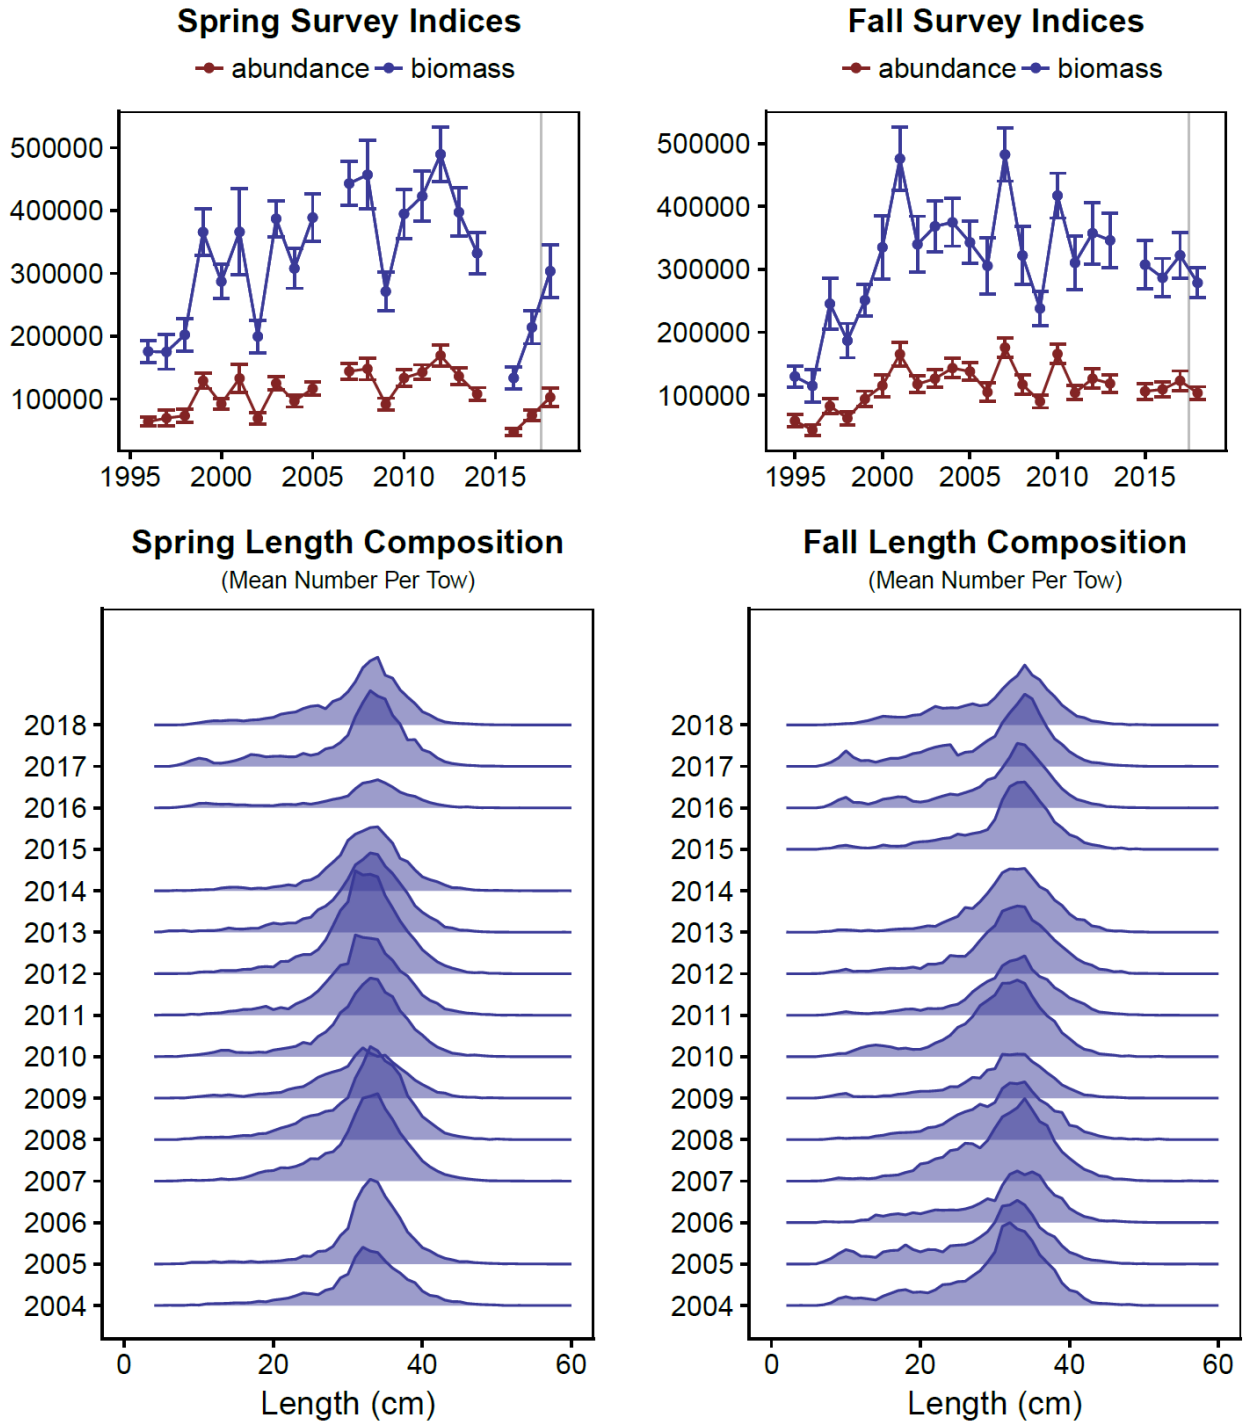 Spring Survey Indices
abundance biomass
500000
400000
300000
200000
100000
1995 2000 2005 2010 2015
Fall Survey Indices
abundance biomass
500000
400000
300000
200000
100000
1995 2000 2005 2010 2015
Spring Length Composition
(Mean Number Per Tow)
2018
2017
2016
2015
2014
2013
2012
2011
2010
2009
2008
2007
2006
2005
2004
0 20 40 60
Length (cm)
Fall Length Composition
(Mean Number Per Tow)
2018
2017
2016
2015
2014
2013
2012
2011
2010
2009
2008
2007
2006
2005
2004
0 20 40 60
Length (cm)